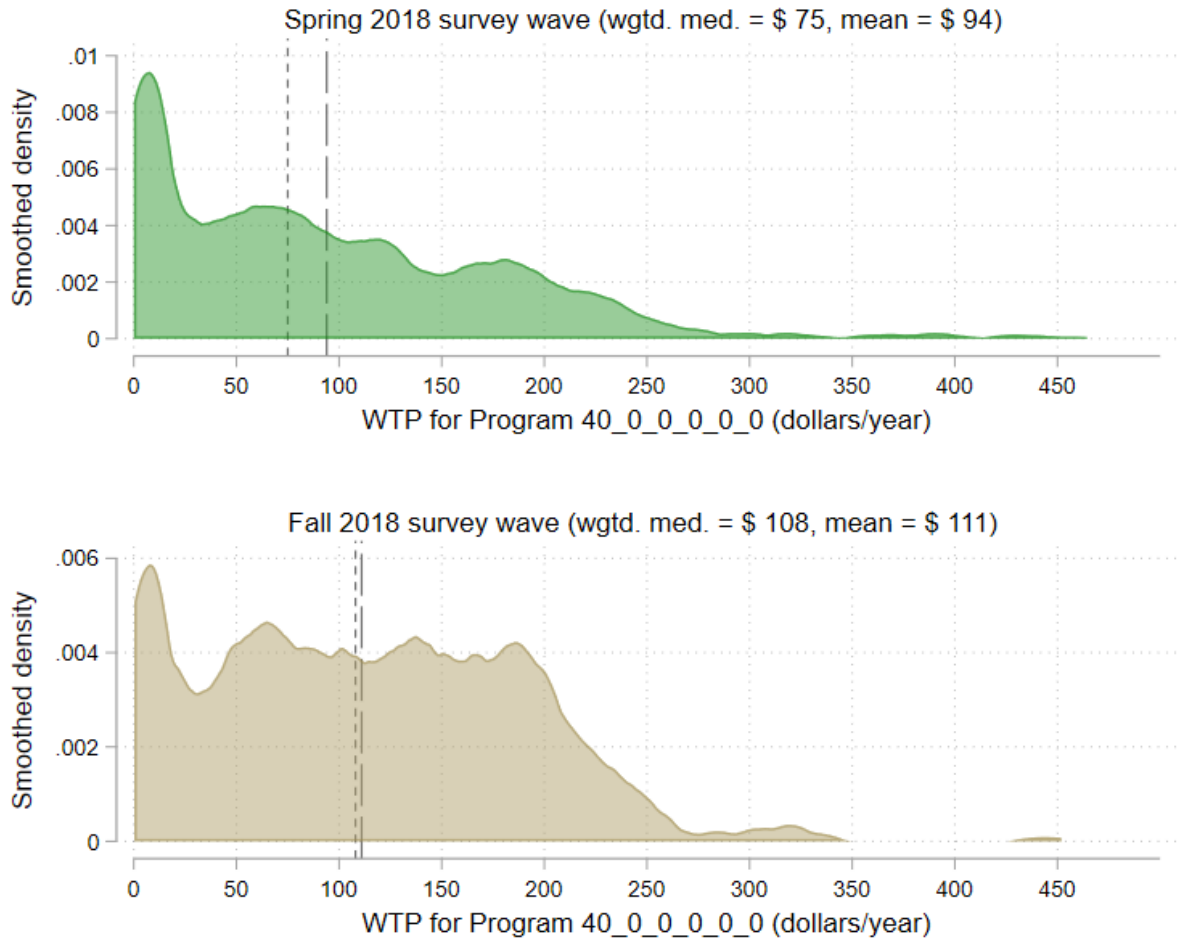 Spring 2018 survey wave (wgtd. med. = $ 75, mean = $ 94)
.01
.008
.006
.004
.002
0
Smoothed density
0 50 100 150 200 250 300 350 400 450
WTP for Program 40_0_0_0_0_0 (dollars/year)
Fall 2018 survey wave (wgtd. med. = $ 108, mean = $ 111)
.006
.004
.002
0
Smoothed density
0 50 100 150 200 250 300 350 400 450
WTP for Program 40_0_0_0_0_0 (dollars/year)